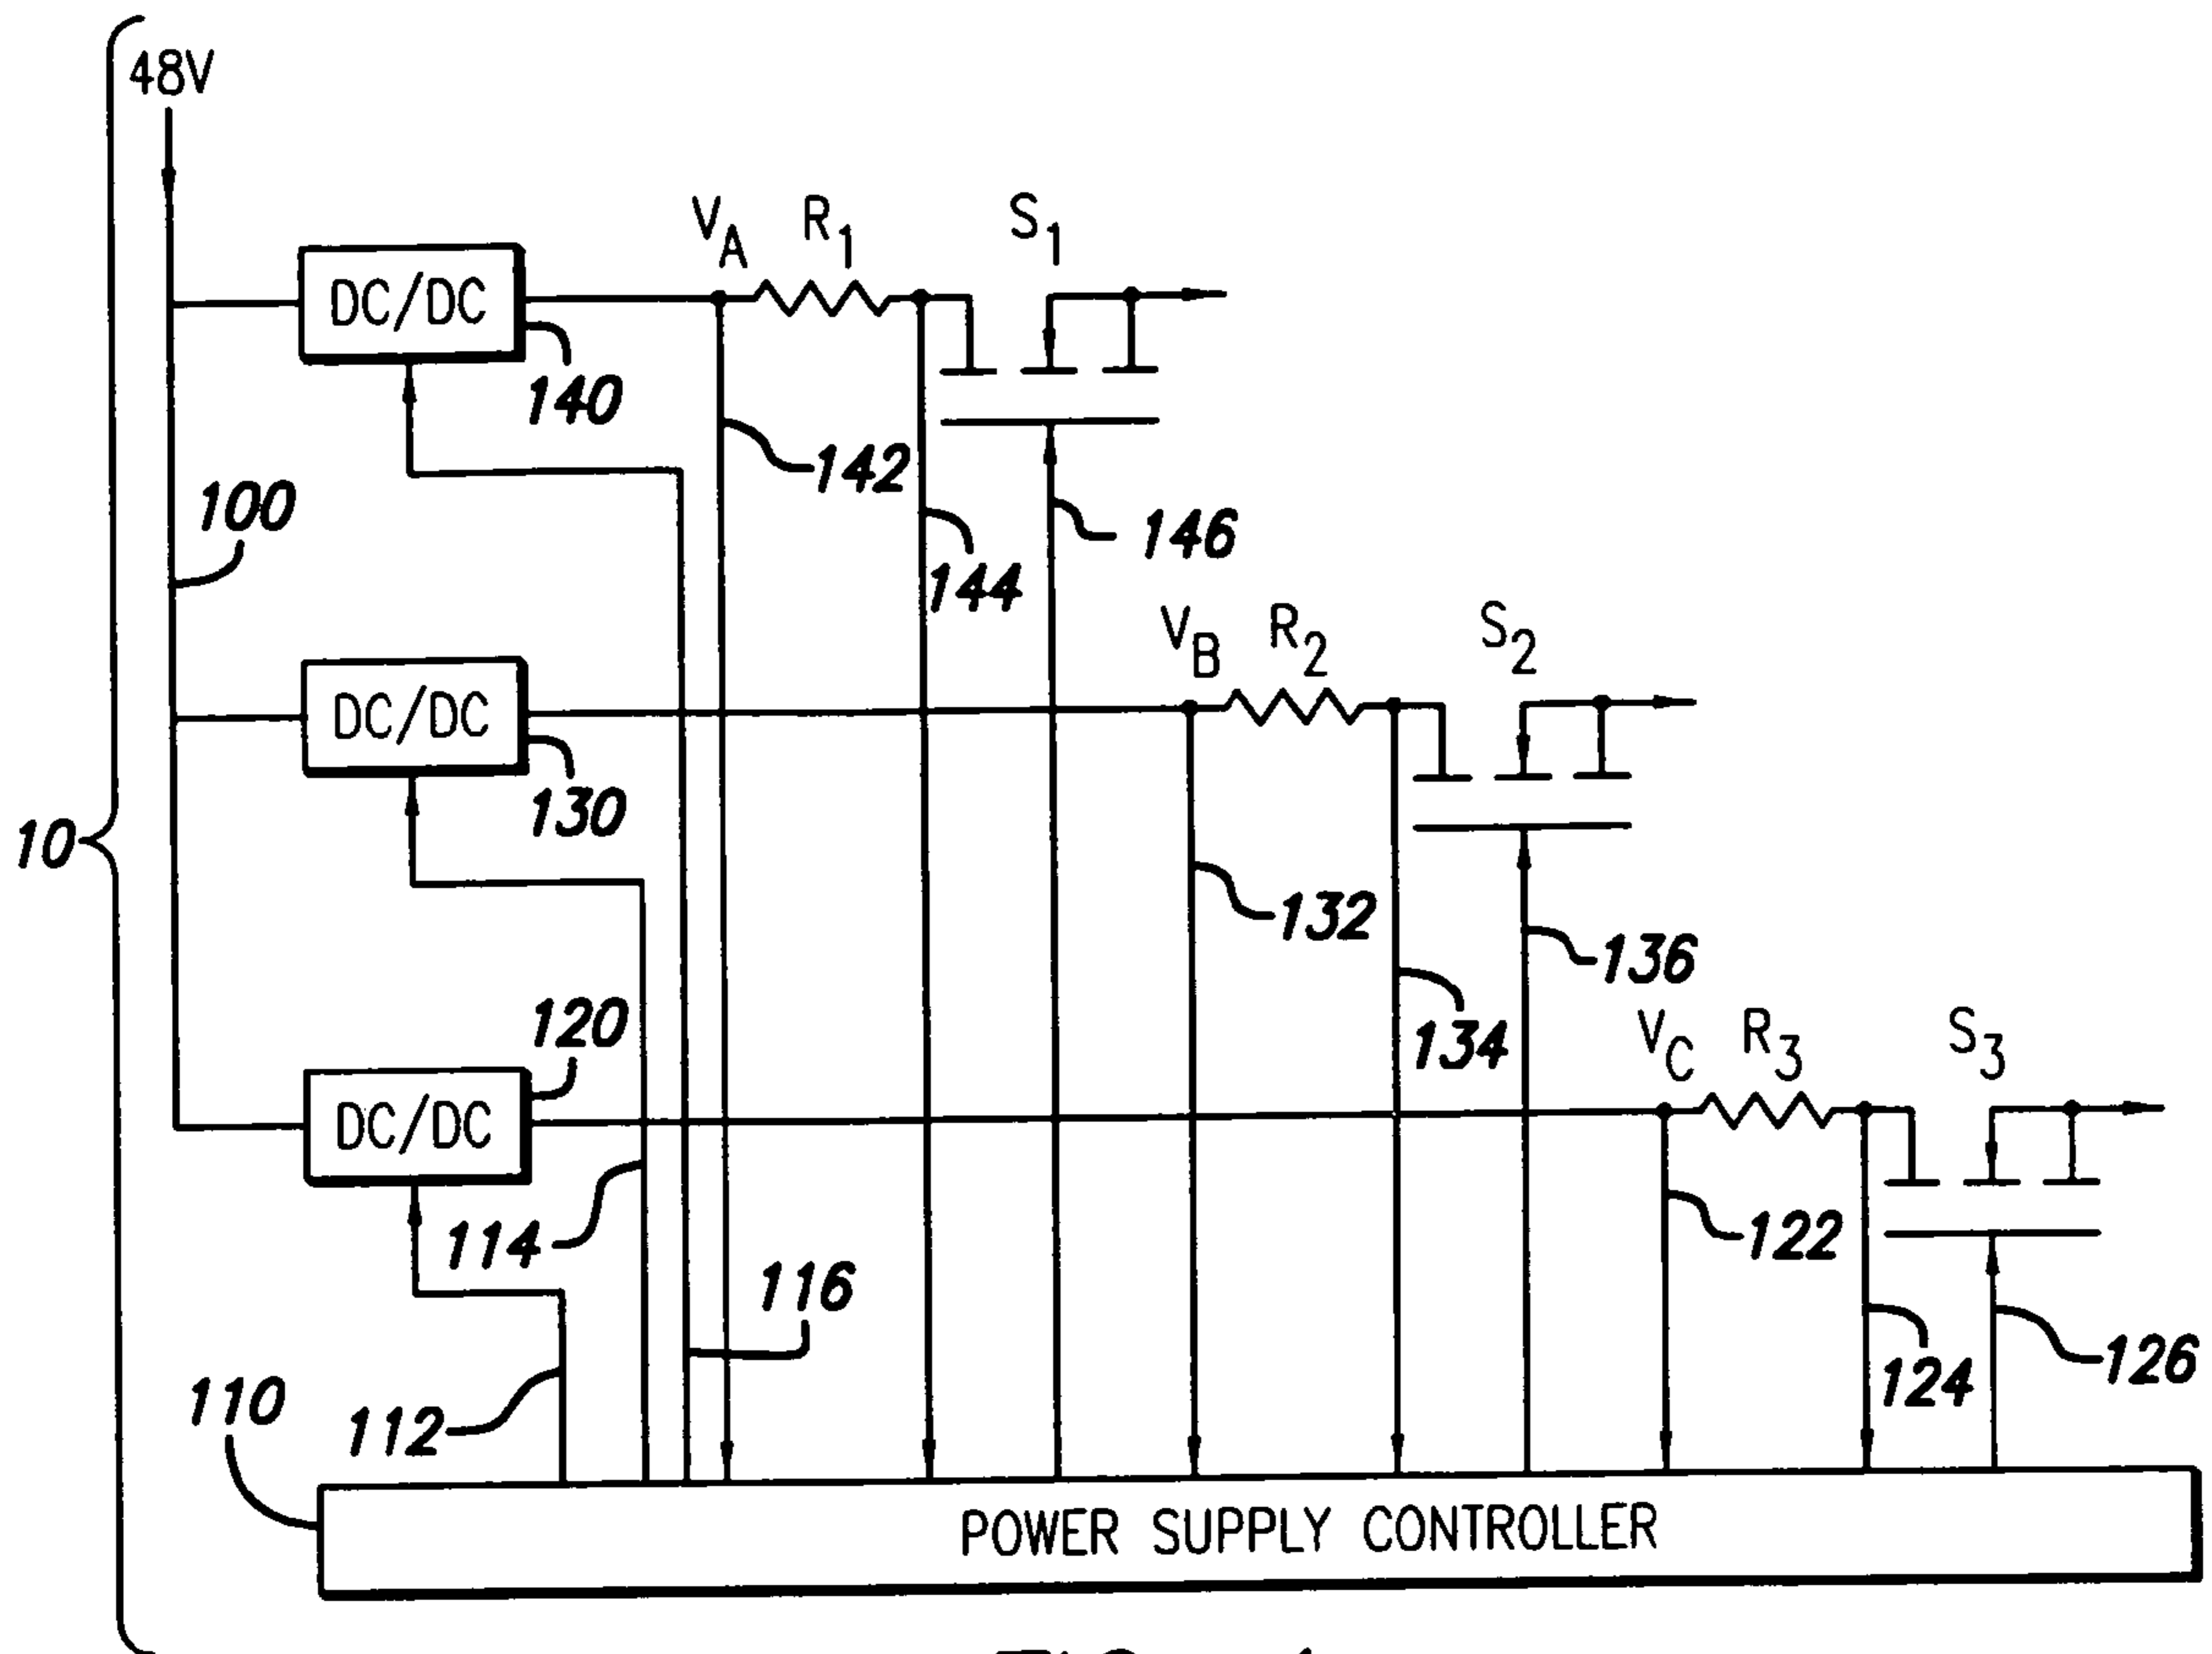 48V
V_A R_1 S_1
DC/DC
140
142
100
146
144
V_B R_2 S_2
DC/DC
130
10
132
136
120
134
V_C R_3 S_3
DC/DC
114
122
116
110
112
124
126
POWER SUPPLY CONTROLLER